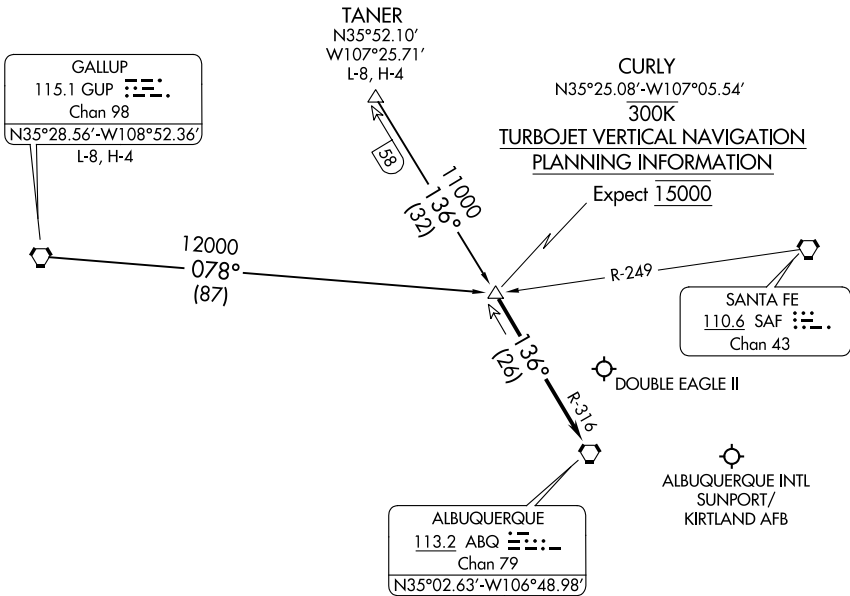 TANER
N35°52.10'
W107°25.71'
L-8, H-4
GALLUP
115.1 GUP
Chan 98
N35°28.56'-W108°52.36'
L-8, H-4
CURLY
N35°25.08'-W107°05.54'
300K
TURBOJET VERTICAL NAVIGATION
PLANNING INFORMATION
Expect 15000
58
11000
136°
(32)
12000
078°
(87)
R-249
SANTA FE
110.6 SAF
Chan 43
136°
(26)
R-316
DOUBLE EAGLE II
ALBUQUERQUE INTL
SUNPORT/
KIRTLAND AFB
ALBUQUERQUE
113.2 ABQ
Chan 79
N35°02.63'-W106°48.98'